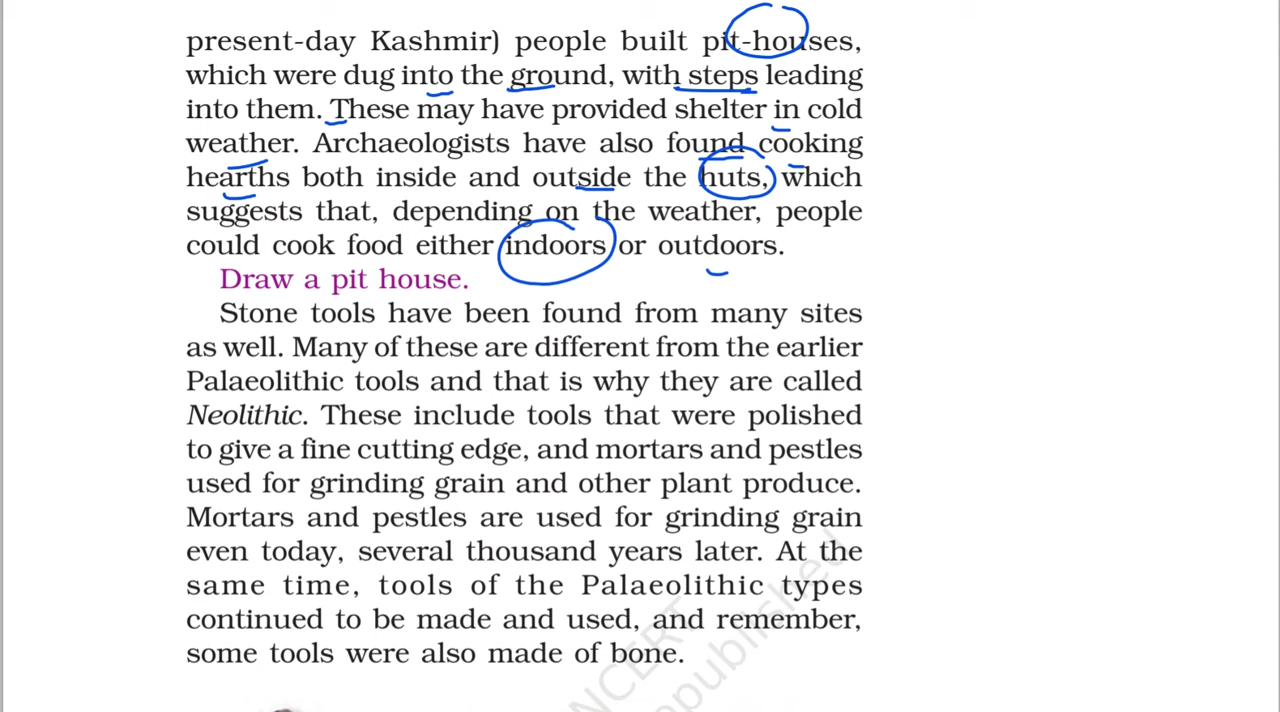 present-day Kashmir) people built pit-houses,
which were dug into the ground, with steps leading
into them. These may have provided shelter in cold
weather. Archaeologists have also found cooking
hearths both inside and outside the huts, which
suggests that, depending on the weather, people
could cook food either indoors or outdoors.
Draw a pit house.
Stone tools have been found from many sites
as well. Many of these are different from the earlier
Palaeolithic tools and that is why they are called
Neolithic. These include tools that were polished
to give a fine cutting edge, and mortars and pestles
used for grinding grain and other plant produce.
Mortars and pestles are used for grinding grain
even today, several thousand years later. At the
same time, tools of the Palaeolithic types
continued to be made and used, and remember,
some tools were also made of bone.
NCERT